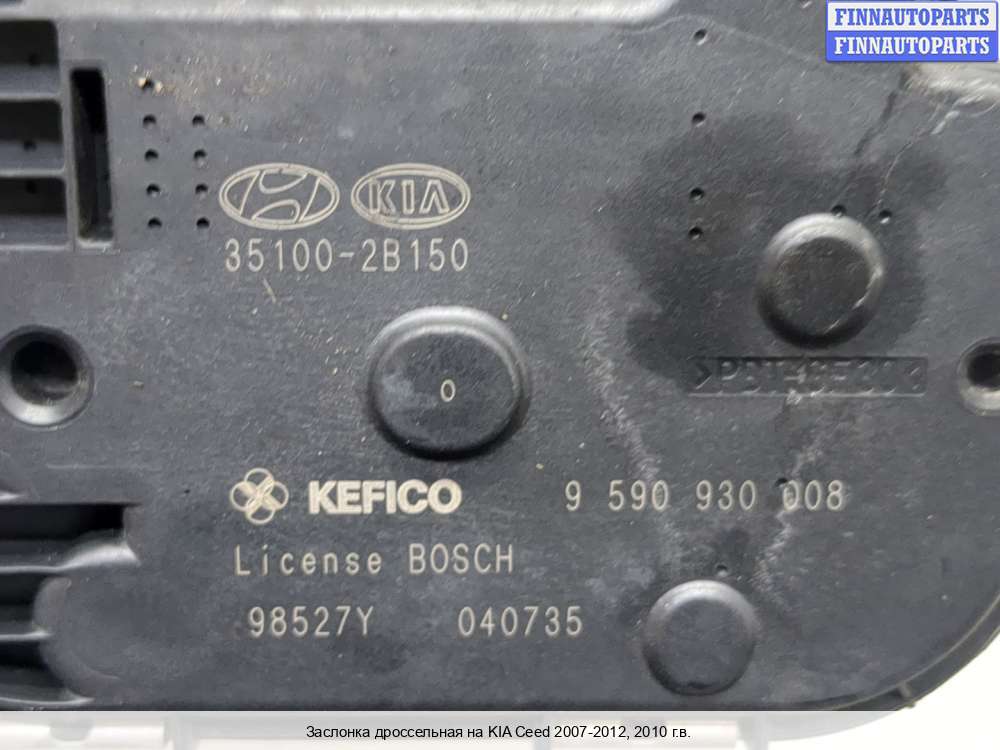 FINNAUTOPARTS
FINNAUTOPARTS
KIA
35100-2B150
0
KEFICO 9 590 930 008
License BOSCH
98527Y 040735
Заслонка дроссельная на KIA Ceed 2007-2012, 2010 г.в.